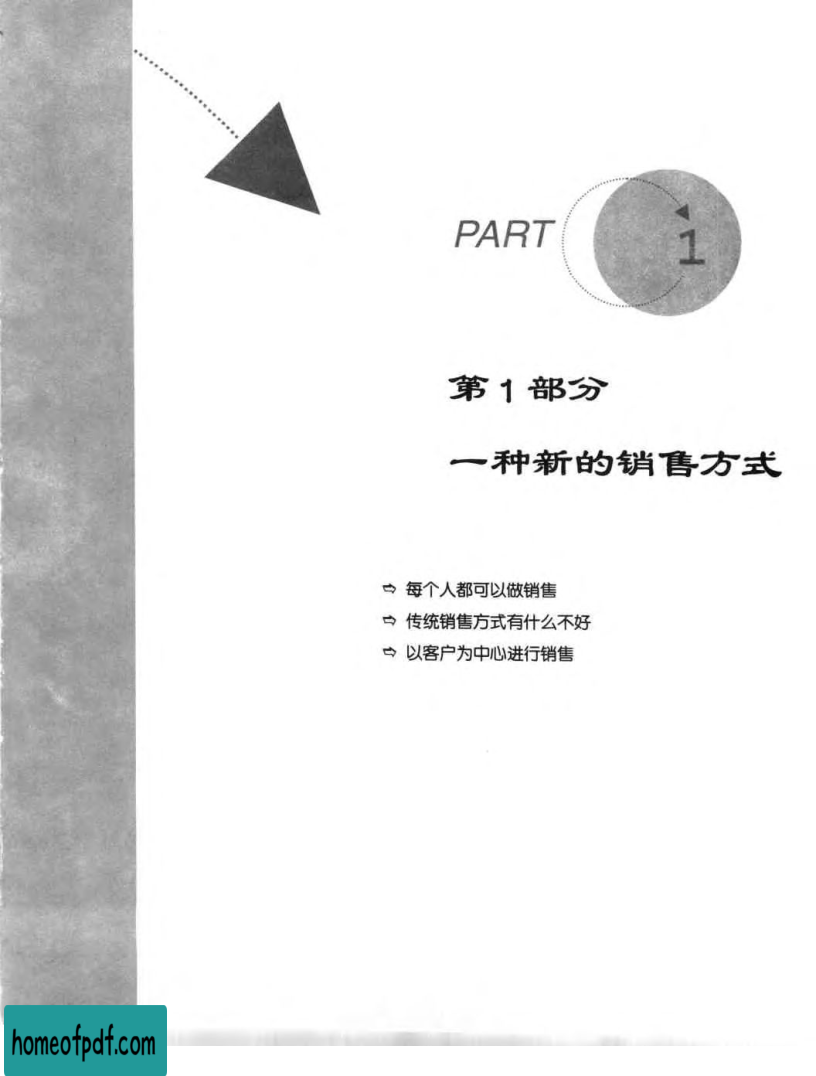 PART 1
第1部分
一种新的销售方式
⇨ 每个人都可以做销售
⇨ 传统销售方式有什么不好
⇨ 以客户为中心进行销售
homeofpdf.com